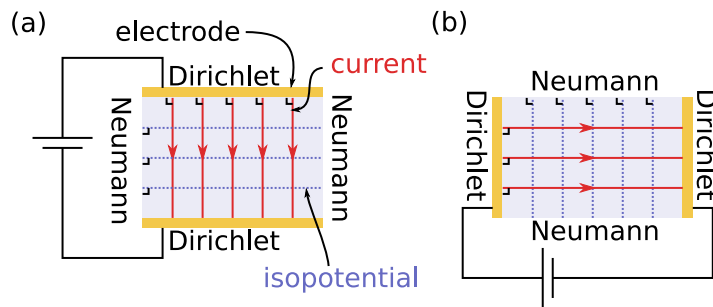 (a)
electrode
Dirichlet
current
Neumann
Neumann
Dirichlet
isopotential
(b)
Neumann
Dirichlet
Dirichlet
Neumann